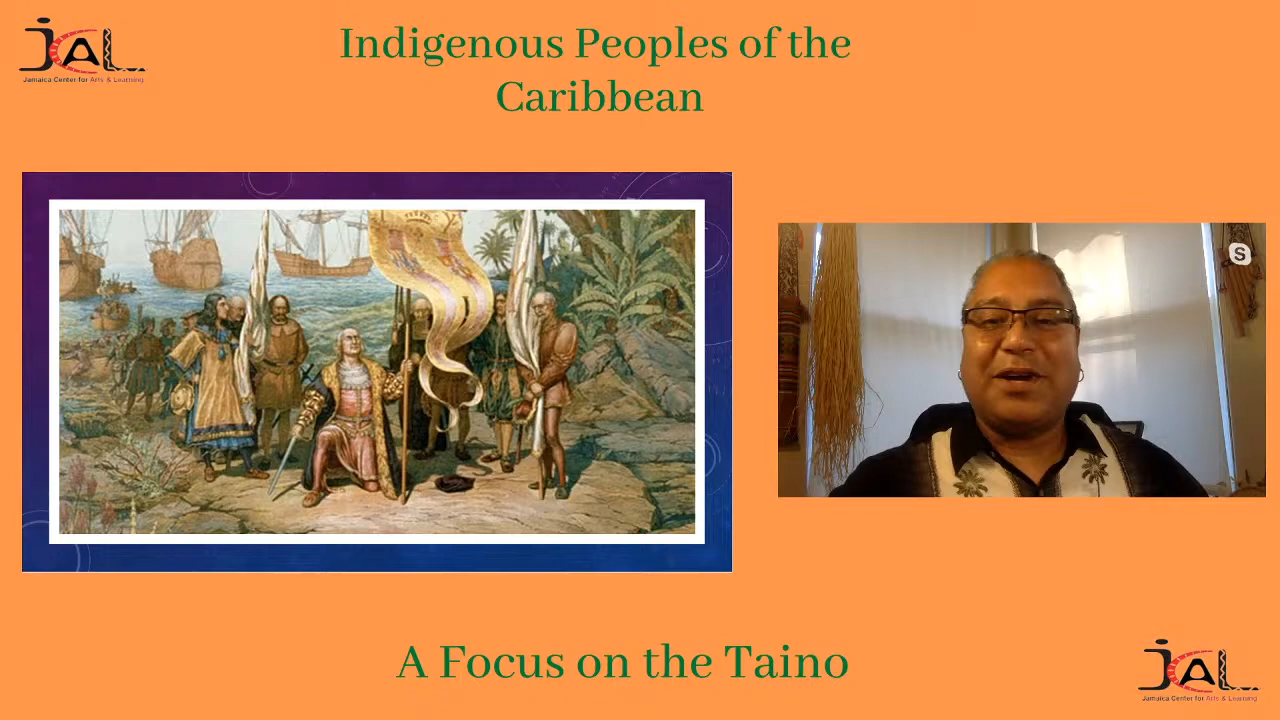 JCAL
Jamaica Center for Arts & Learning
Indigenous Peoples of the
Caribbean
S
A Focus on the Taino
JCAL
Jamaica Center for Arts & Learning